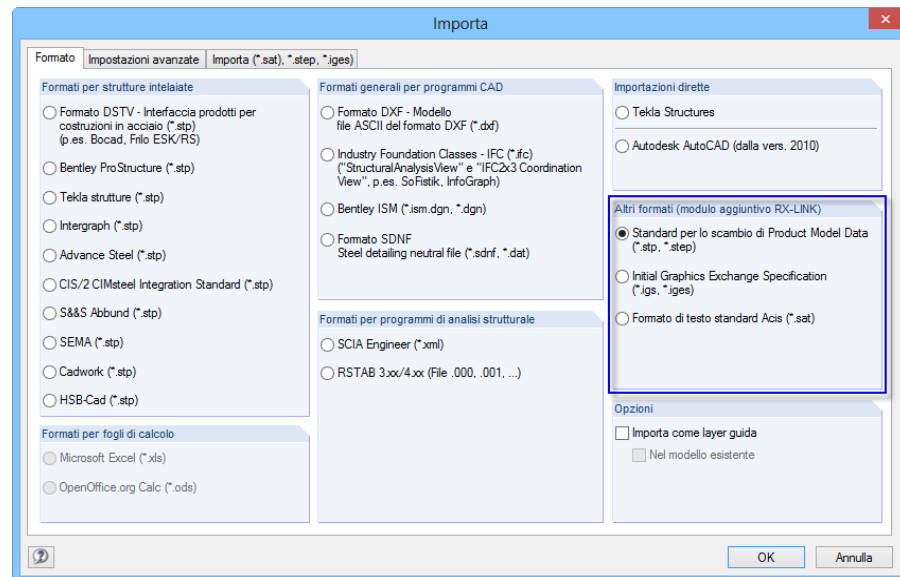 Importa
Formato
Impostazioni avanzate
Importa (*.sat), *.step, *.iges)
Formati per strutture intelaiate
Formato DSTV - Interfaccia prodotti per
costruzioni in acciaio (*.stp)
(p.es. Bocad, Frilo ESK/RS)
Bentley ProStructure (*.stp)
Tekla strutture (*.stp)
Intergraph (*.stp)
Advance Steel (*.stp)
CIS/2 CIMsteel Integration Standard (*.stp)
S&&S Abbund (*.stp)
SEMA (*.stp)
Cadwork (*.stp)
HSB-Cad (*.stp)
Formati per fogli di calcolo
Microsoft Excel (*.xls)
OpenOffice.org Calc (*.ods)
Formati generali per programmi CAD
Formato DXF - Modello
file ASCII del formato DXF (*.dxf)
Industry Foundation Classes - IFC (*.ifc)
("StructuralAnalysisView" e "IFC2x3 Coordination
View", p.es. SoFistik, InfoGraph)
Bentley ISM (*.ism.dgn, *.dgn)
Formato SDNF
Steel detailing neutral file (*.sdnf, *.dat)
Formati per programmi di analisi strutturale
SCIA Engineer (*.xml)
RSTAB 3.xx/4.xx (File .000, .001, ...)
Importazioni dirette
Tekla Structures
Autodesk AutoCAD (dalla vers. 2010)
Altri formati (modulo aggiuntivo RX-LINK)
Standard per lo scambio di Product Model Data
(*.stp, *.step)
Initial Graphics Exchange Specification
(*.igs, *.iges)
Formato di testo standard Acis (*.sat)
Opzioni
Importa come layer guida
Nel modello esistente
OK
Annulla